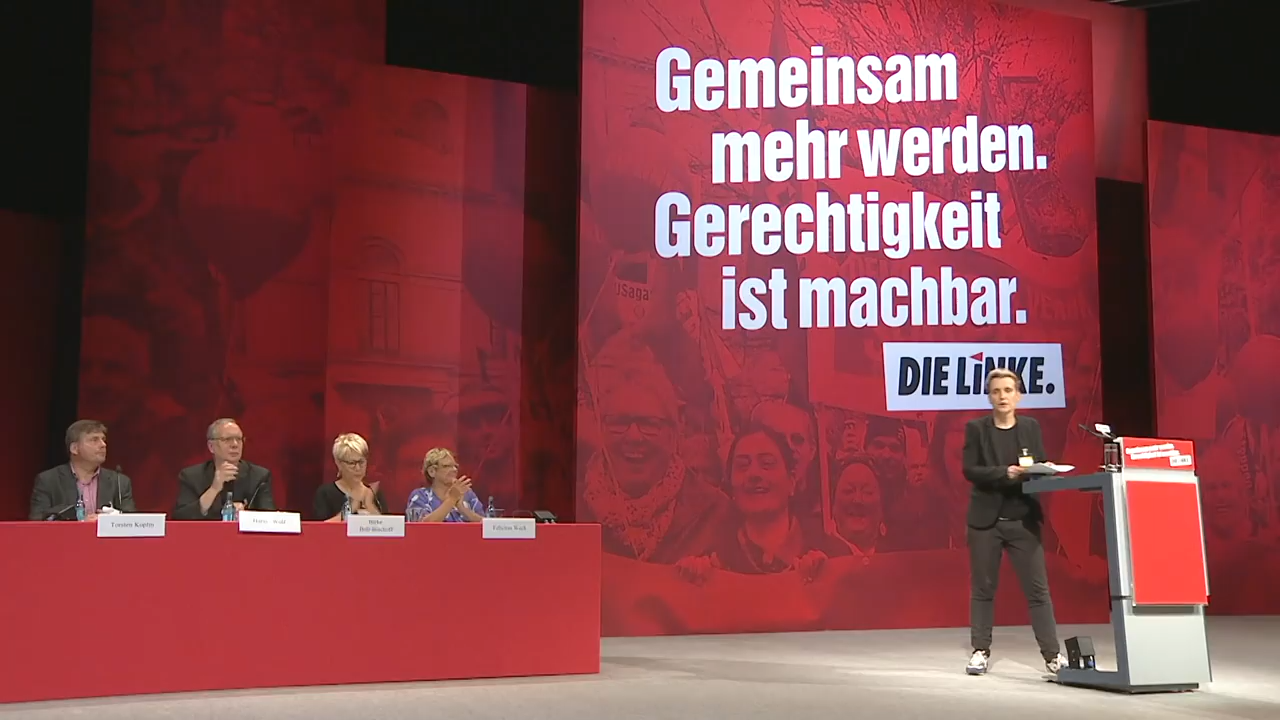 Gemeinsam
mehr werden.
Gerechtigkeit
ist machbar.
DIE LINKE.
Torsten Koplin